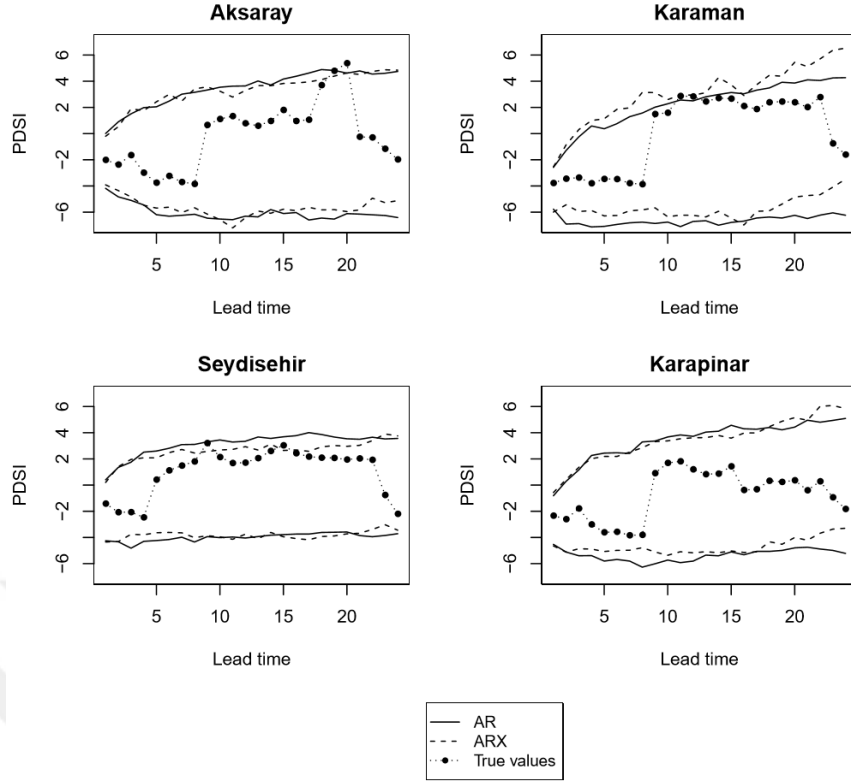 Aksaray
Karaman
PDSI
6
4
2
−2
−6
5
10
15
20
Lead time
PDSI
6
4
2
−2
−6
5
10
15
20
Lead time
Seydisehir
Karapinar
PDSI
6
4
2
−2
−6
5
10
15
20
Lead time
PDSI
6
4
2
−2
−6
5
10
15
20
Lead time
AR
ARX
True values